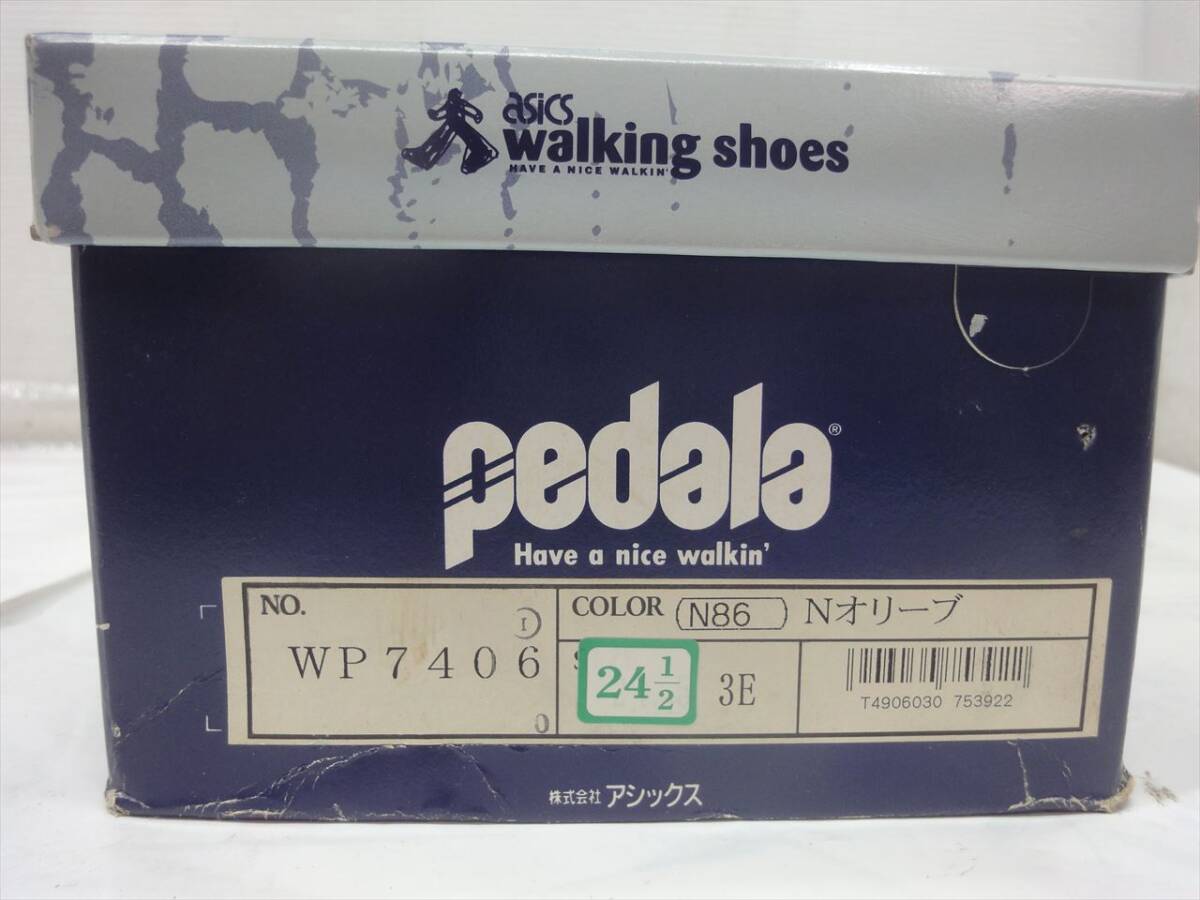 asics
walking shoes
HAVE A NICE WALKIN'
pedala®
Have a nice walkin'
NO.
WP7406
COLOR (N86) Nオリーブ
24 1/2
3E
T4906030 753922
株式会社 アシックス